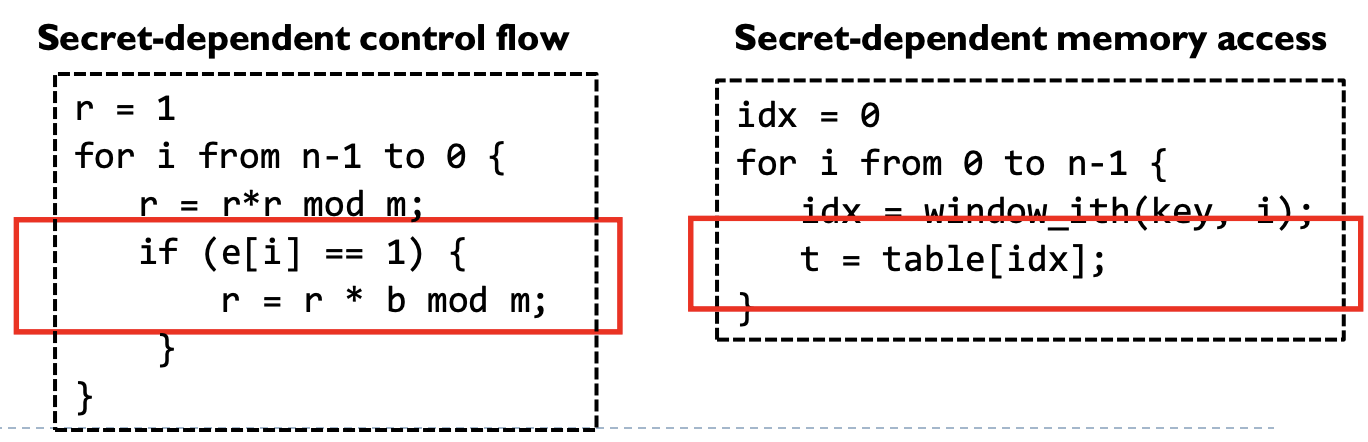 Secret-dependent control flow
r = 1
for i from n-1 to 0 {
r = r*r mod m;
if (e[i] == 1) {
r = r * b mod m;
}
}
Secret-dependent memory access
idx = 0
for i from 0 to n-1 {
idx = window_ith(key, i);
t = table[idx];
}